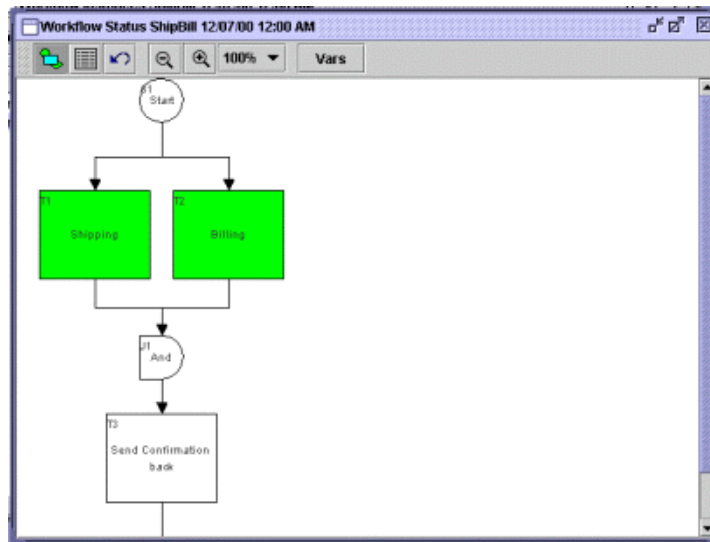 Workflow Status ShipBill 12/07/00 12:00 AM
100%
Vars
Start
T1
Shipping
T2
Billing
J1
And
T3
Send Confirmation
back